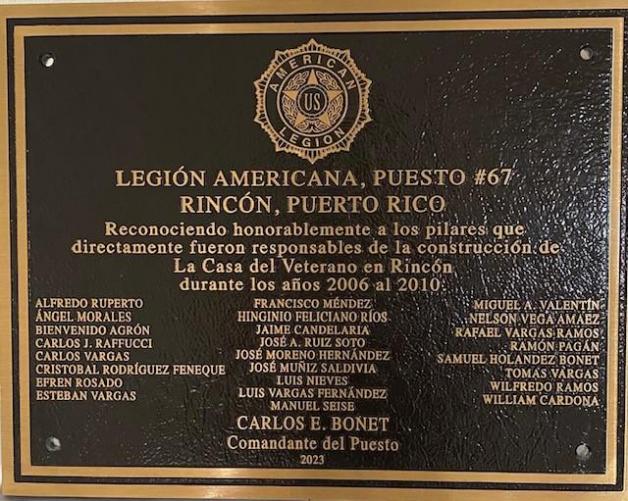 AMERICAN
US
LEGION
LEGIÓN AMERICANA, PUESTO #67
RINCÓN, PUERTO RICO
Reconociendo honorablemente a los pilares que
directamente fueron responsables de la construcción de
La Casa del Veterano en Rincón
durante los años 2006 al 2010.
ALFREDO RUPERTO
ÁNGEL MORALES
BIENVENIDO AGRÓN
CARLOS J. RAFFUCCI
CARLOS VARGAS
CRISTOBAL RODRÍGUEZ FENEQUE
EFREN ROSADO
ESTEBAN VARGAS
FRANCISCO MÉNDEZ
HINGINIO FELICIANO RÍOS
JAIME CANDELARIA
JOSÉ A. RUIZ SOTO
JOSÉ MORENO HERNÁNDEZ
JOSÉ MUÑIZ SALDIVIA
LUIS NIEVES
LUIS VARGAS FERNÁNDEZ
MANUEL SEISE
MIGUEL A. VALENTÍN
NELSON VEGA AMAEZ
RAFAEL VARGAS RAMOS
RAMÓN PAGÁN
SAMUEL HOLANDEZ BONET
TOMAS VARGAS
WILFREDO RAMOS
WILLIAM CARDONA
CARLOS E. BONET
Comandante del Puesto
2023